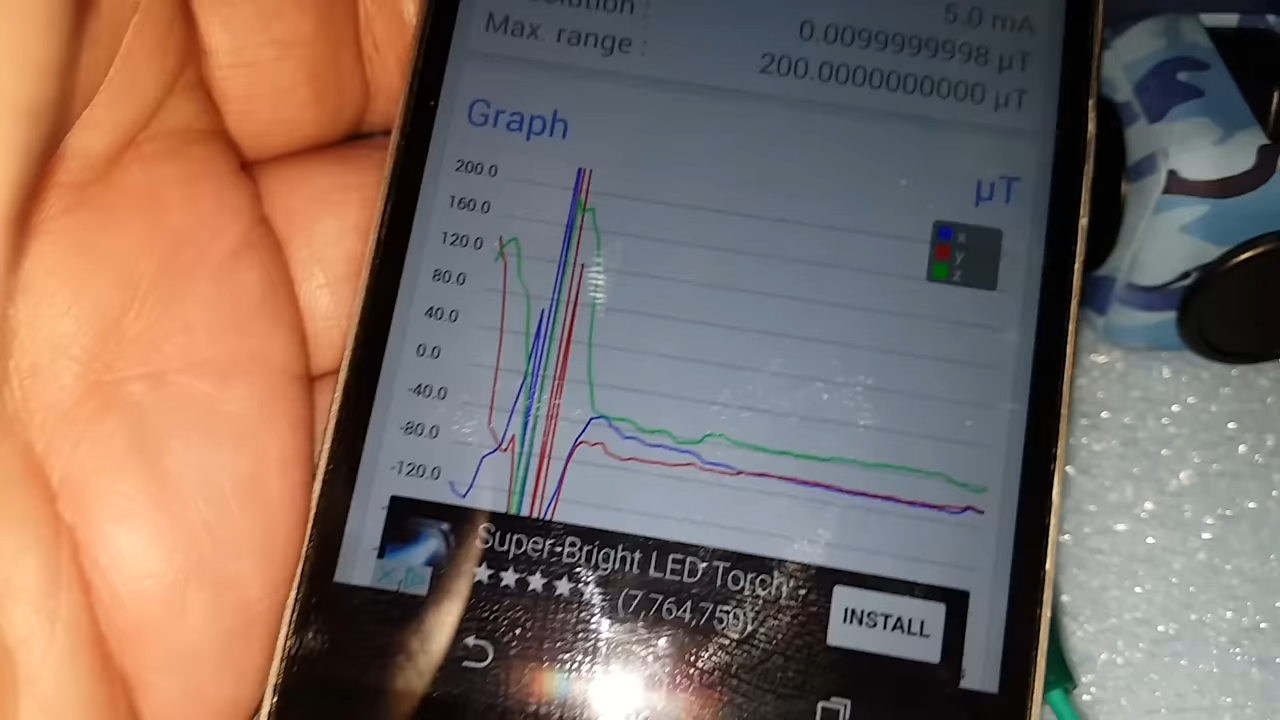 5.0 mA
0.0099999998 µT
Max. range :
200.0000000000 µT
Graph
µT
200.0
160.0
120.0
80.0
40.0
0.0
-40.0
-80.0
-120.0
x
y
z
Super-Bright LED Torch
(7,764,759)
INSTALL